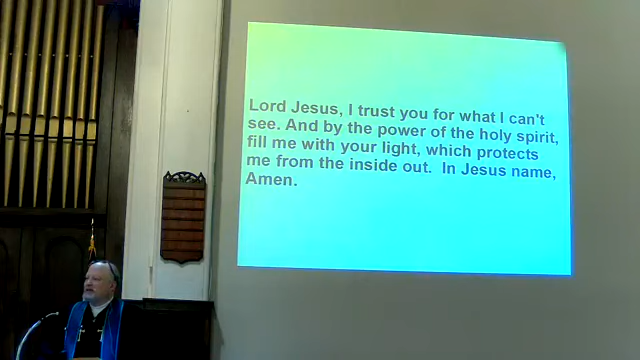 Lord Jesus, I trust you for what I can't
see. And by the power of the holy spirit,
fill me with your light, which protects
me from the inside out. In Jesus name,
Amen.